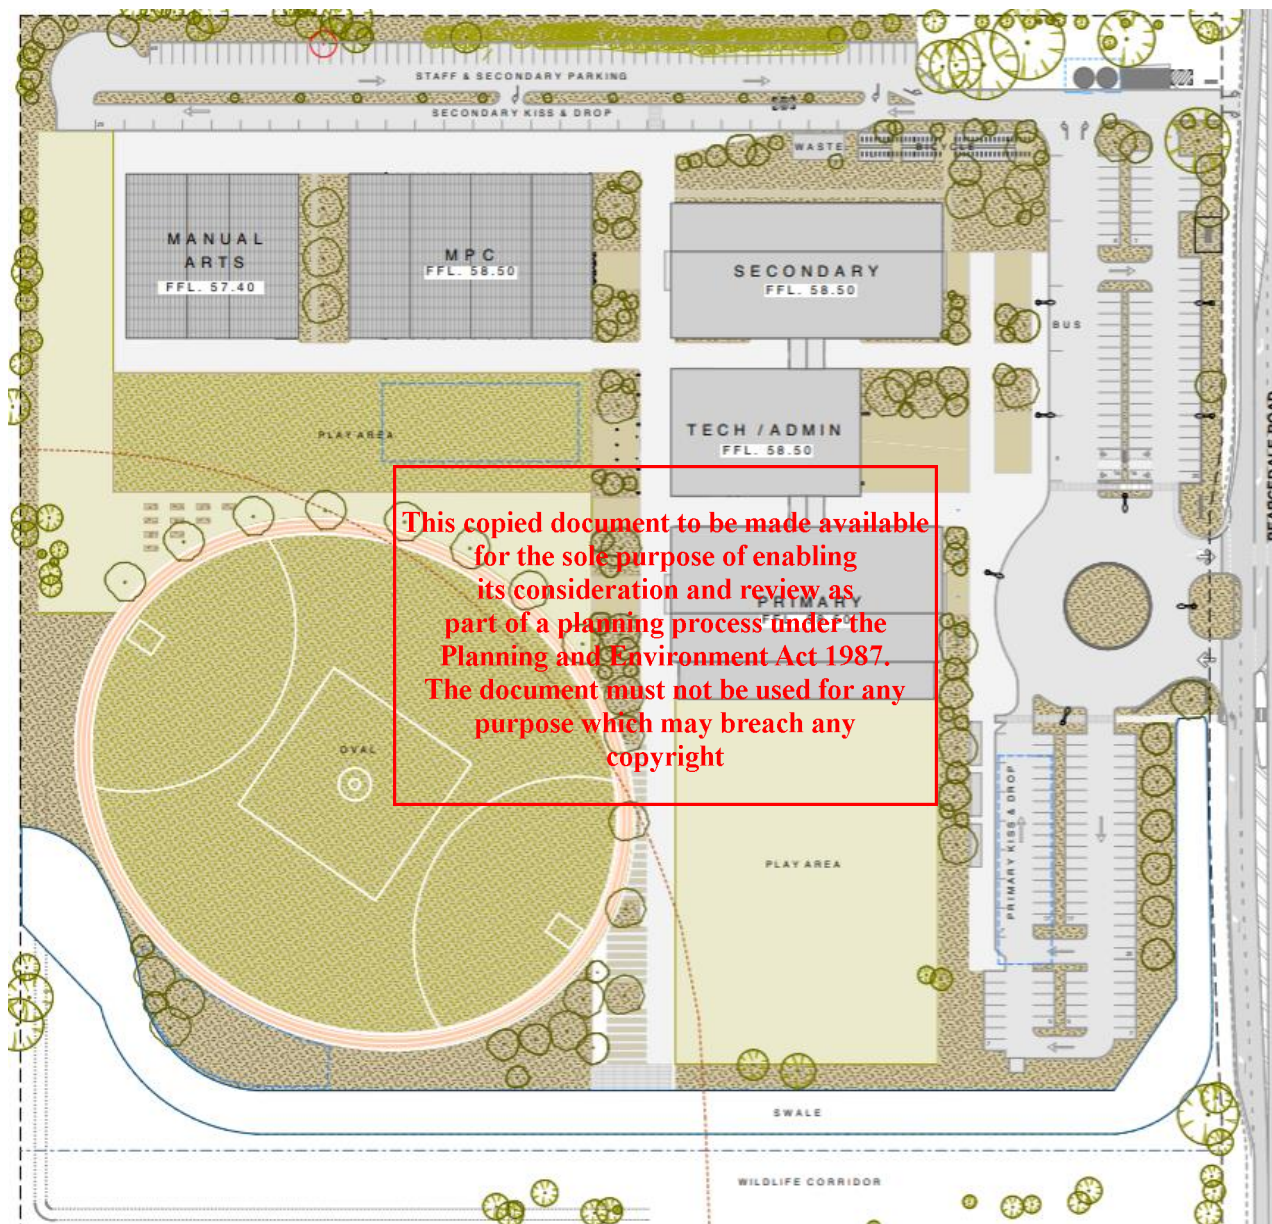 STAFF & SECONDARY PARKING
SECONDARY KISS & DROP
WASTE
BICYCLE
MANUAL
ARTS
FFL. 57.40
MPC
FFL. 58.50
SECONDARY
FFL. 58.50
BUS
PLAY AREA
TECH / ADMIN
FFL. 58.50
PEARCEDALE ROAD
This copied document to be made available
for the sole purpose of enabling
its consideration and review as
part of a planning process under the
Planning and Environment Act 1987.
The document must not be used for any
purpose which may breach any
copyright
PRIMARY
OVAL
PRIMARY KISS & DROP
PLAY AREA
SWALE
WILDLIFE CORRIDOR